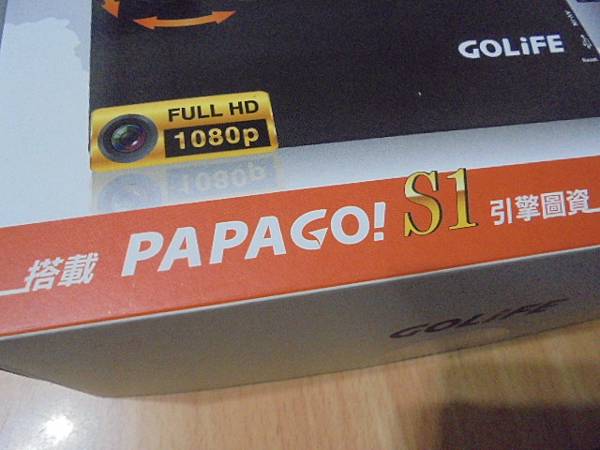 GOLiFE
FULL HD
1080p
搭載 PAPAGO! S1 引擎圖資
GOLiFE